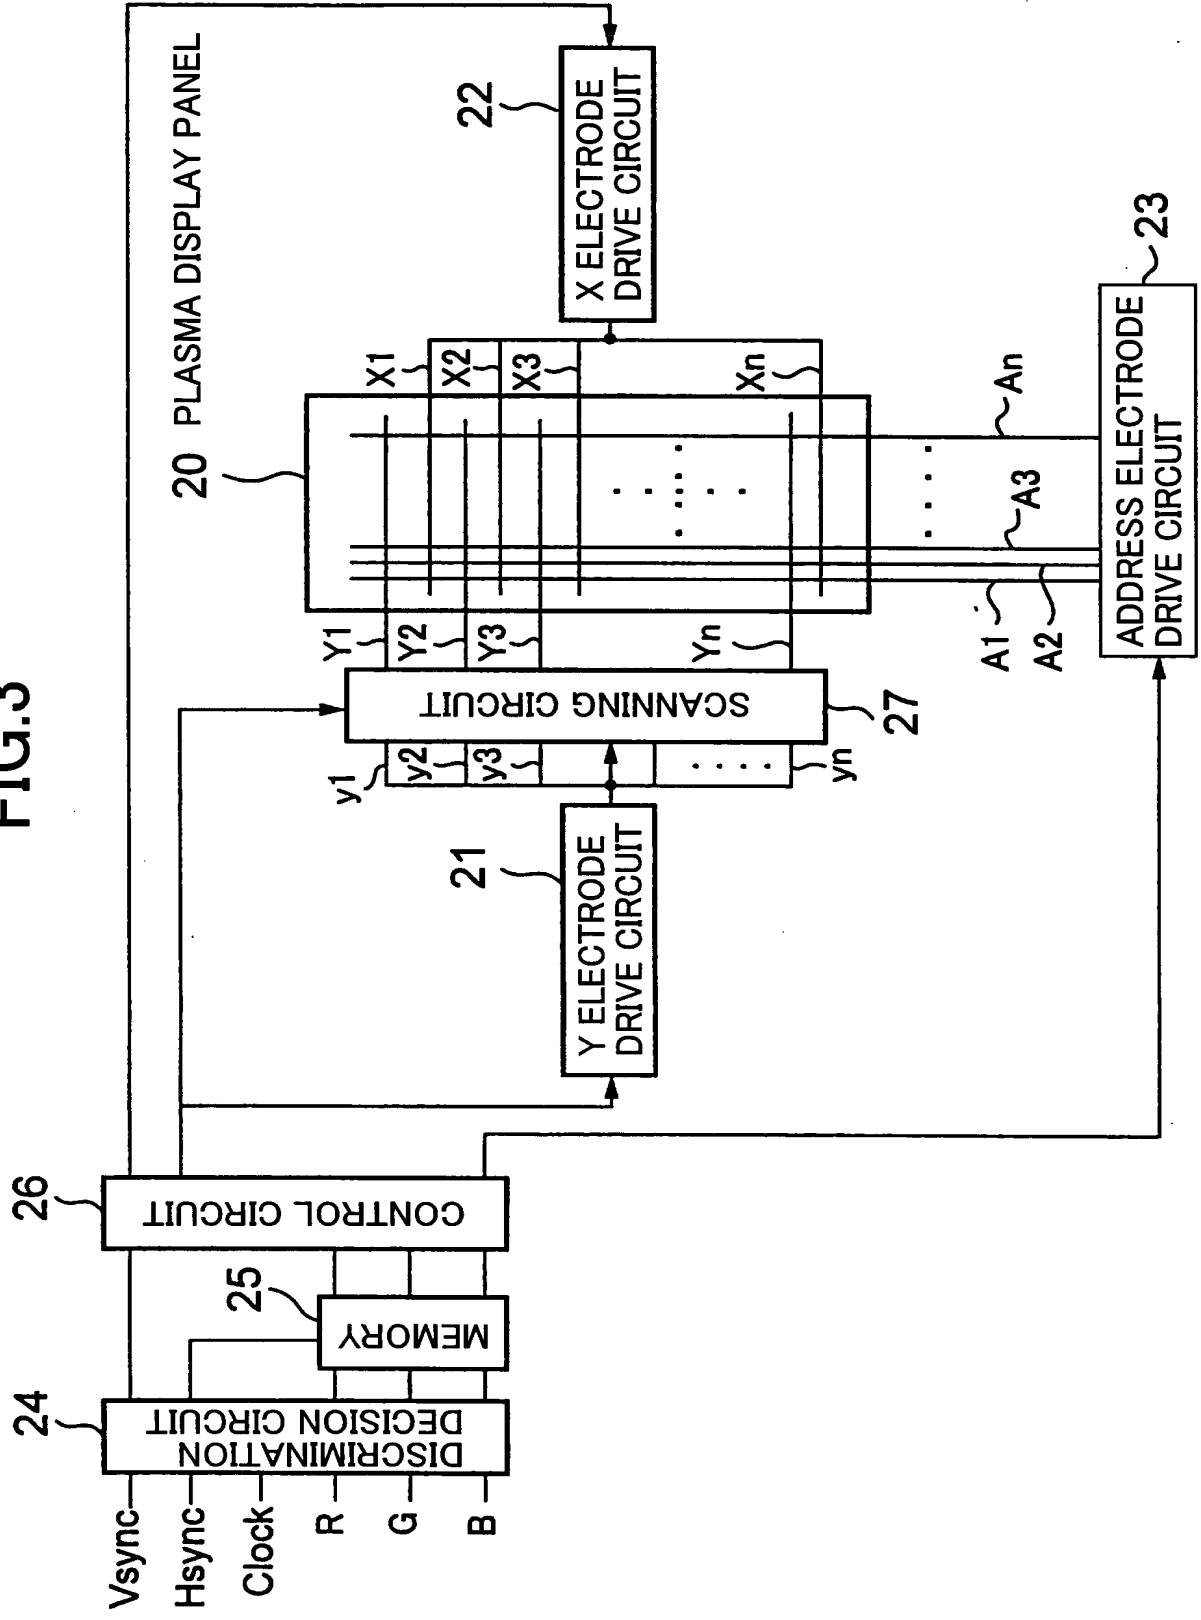 FIG.3
20 PLASMA DISPLAY PANEL
Vsync
Hsync
Clock
R
G
B
24
DISCRIMINATION
DECISION CIRCUIT
25
MEMORY
26
CONTROL CIRCUIT
21
Y ELECTRODE
DRIVE CIRCUIT
y1
y2
y3
yn
SCANNING CIRCUIT
27
Y1
Y2
Y3
Yn
X1
X2
X3
Xn
22
X ELECTRODE
DRIVE CIRCUIT
A1
A2
A3
An
23
ADDRESS ELECTRODE
DRIVE CIRCUIT